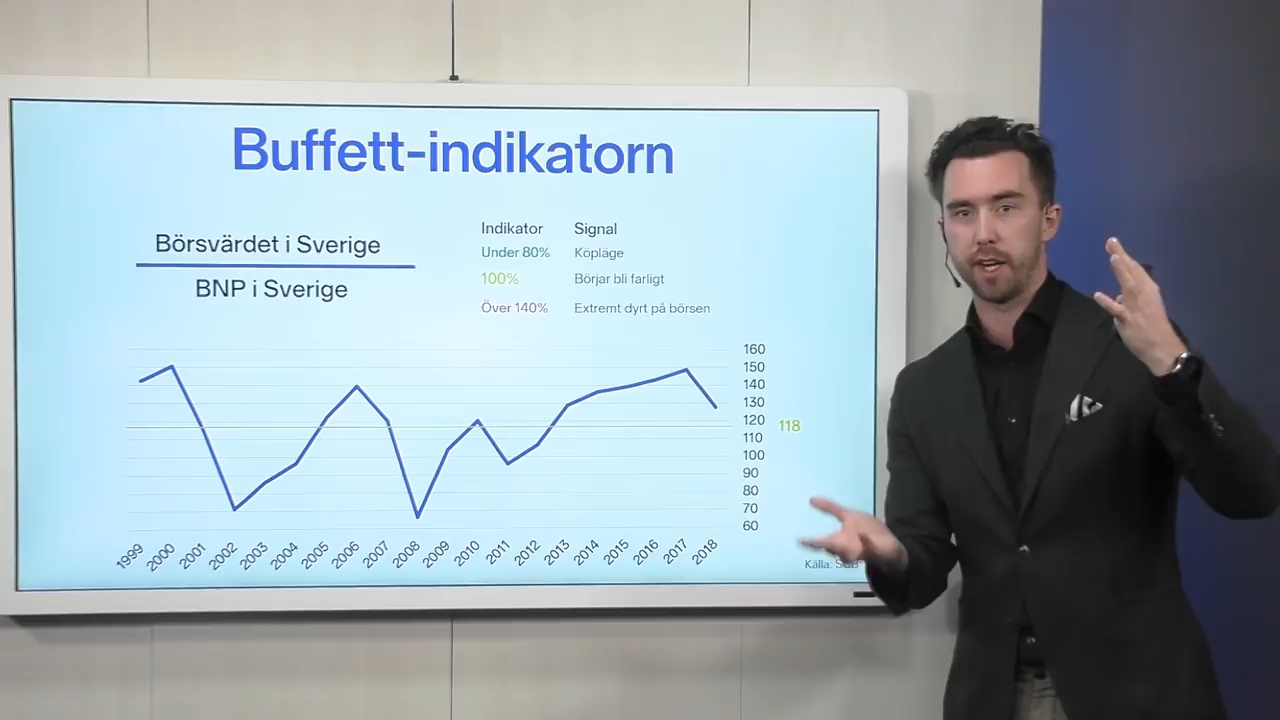 Buffett-indikatorn
Börsvärdet i Sverige
BNP i Sverige
Indikator Signal
Under 80% Köpläge
100% Börjar bli farligt
Över 140% Extremt dyrt på börsen
160
150
140
130
120
118
110
100
90
80
70
60
1999 2000 2001 2002 2003 2004 2005 2006 2007 2008 2009 2010 2011 2012 2013 2014 2015 2016 2017 2018
Källa: SCB